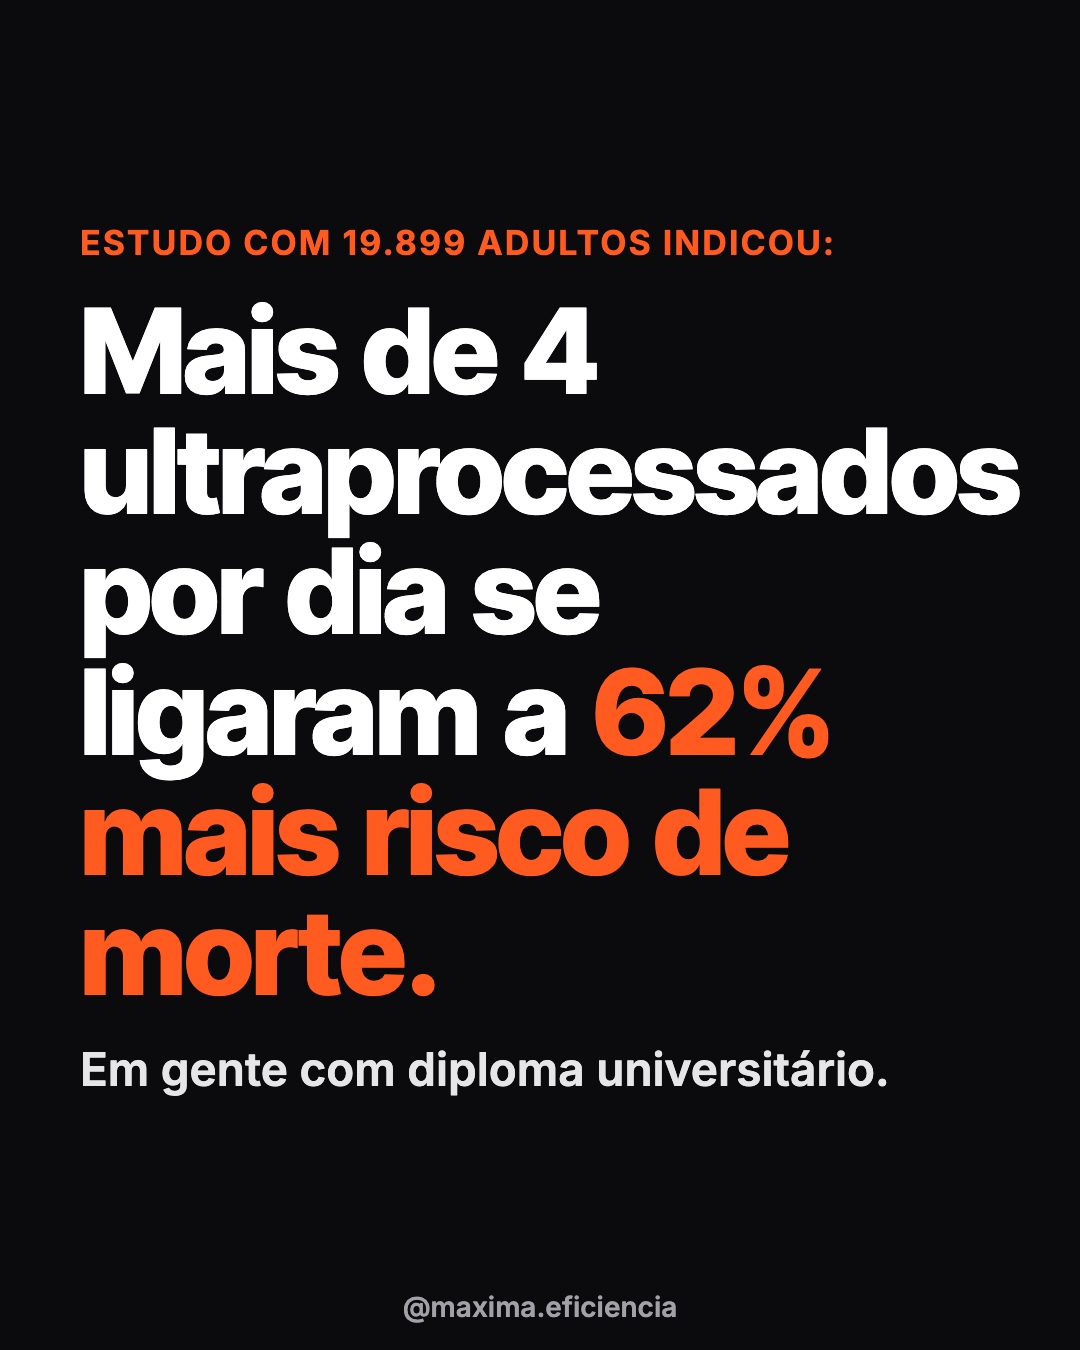 ESTUDO COM 19.899 ADULTOS INDICOU:
Mais de 4
ultraprocessados
por dia se
ligaram a 62%
mais risco de
morte.
Em gente com diploma universitário.
@maxima.eficiencia